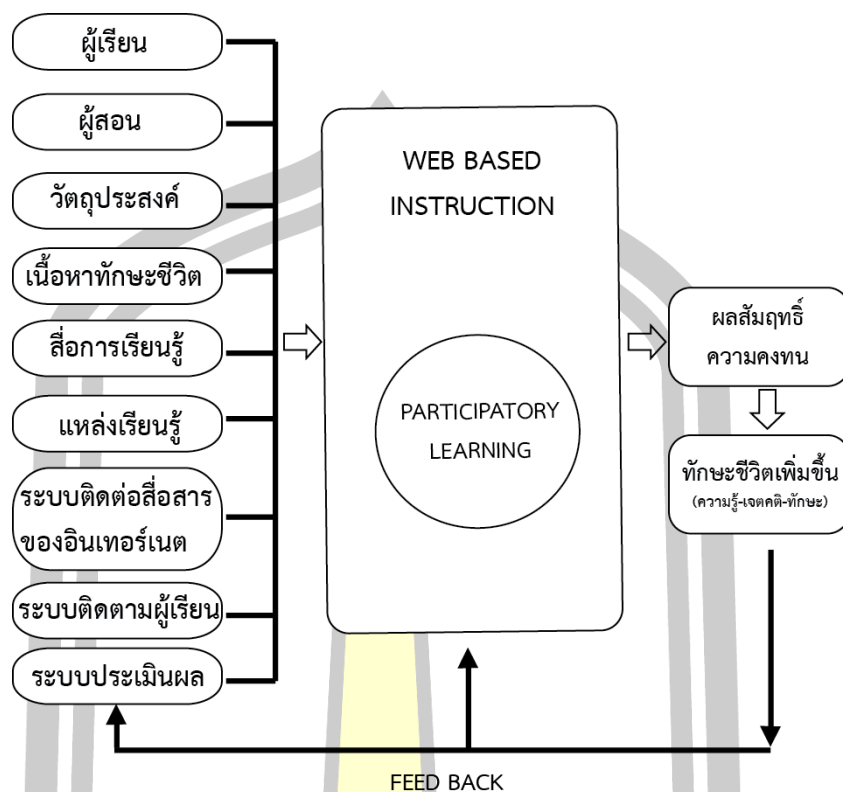 ผู้เรียน
ผู้สอน
วัตถุประสงค์
เนื้อหาทักษะชีวิต
สื่อการเรียนรู้
แหล่งเรียนรู้
ระบบติดต่อสื่อสาร
ของอินเทอร์เนต
ระบบติดตามผู้เรียน
ระบบประเมินผล
WEB BASED
INSTRUCTION
PARTICIPATORY
LEARNING
ผลสัมฤทธิ์
ความคงทน
ทักษะชีวิตเพิ่มขึ้น
(ความรู้-เจตคติ-ทักษะ)
FEED BACK